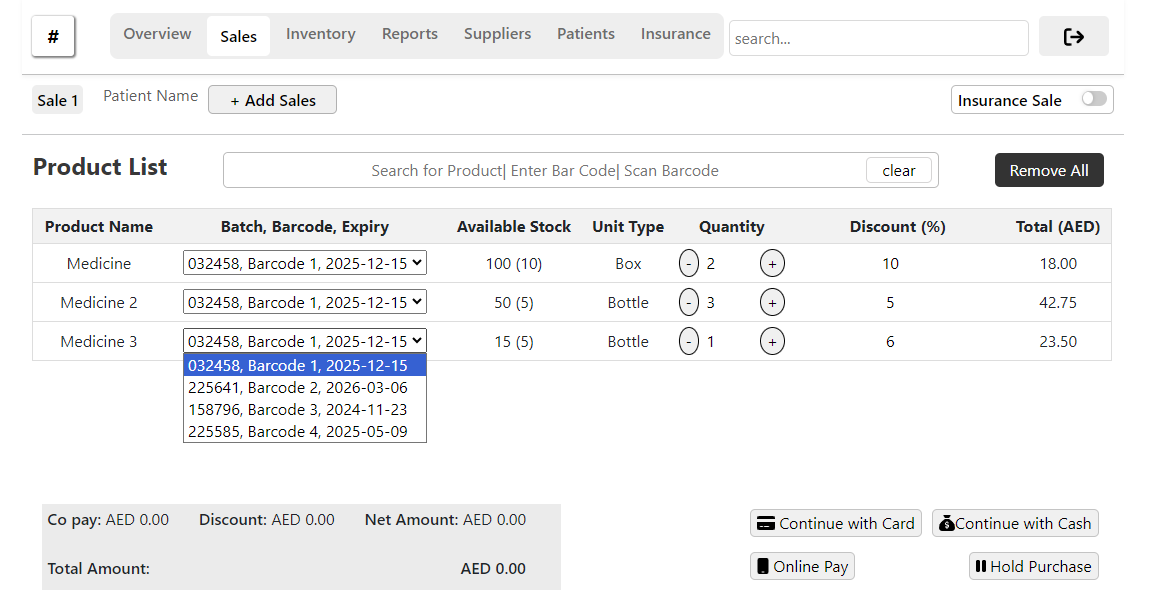 # Overview Sales Inventory Reports Suppliers Patients Insurance search...
Sale 1 Patient Name + Add Sales Insurance Sale
Product List Search for Product| Enter Bar Code| Scan Barcode clear Remove All
Product Name Batch, Barcode, Expiry Available Stock Unit Type Quantity Discount (%) Total (AED)
Medicine 032458, Barcode 1, 2025-12-15 100 (10) Box - 2 + 10 18.00
Medicine 2 032458, Barcode 1, 2025-12-15 50 (5) Bottle - 3 + 5 42.75
Medicine 3 032458, Barcode 1, 2025-12-15 15 (5) Bottle - 1 + 6 23.50
032458, Barcode 1, 2025-12-15
225641, Barcode 2, 2026-03-06
158796, Barcode 3, 2024-11-23
225585, Barcode 4, 2025-05-09
Co pay: AED 0.00 Discount: AED 0.00 Net Amount: AED 0.00 Continue with Card $ Continue with Cash
Total Amount: AED 0.00 Online Pay Hold Purchase